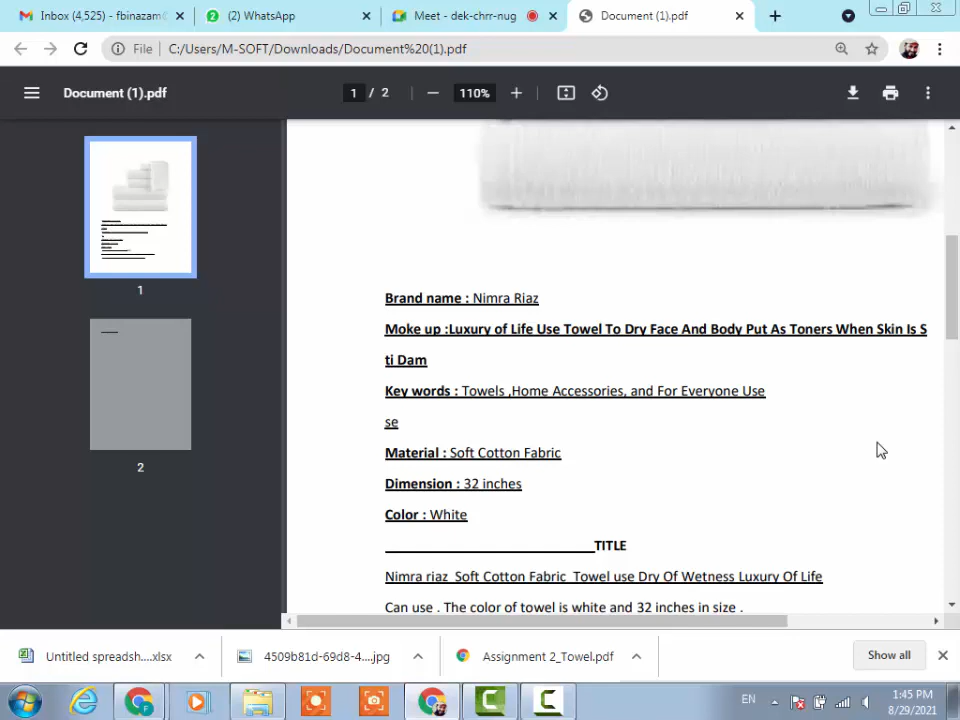 Inbox (4,525) - fbinazam@
(2) WhatsApp
Meet - dek-chrr-nug
Document (1).pdf
File
C:/Users/M-SOFT/Downloads/Document%20(1).pdf
Document (1).pdf
1 / 2
110%
Brand name : Nimra Riaz
Moke up :Luxury of Life Use Towel To Dry Face And Body Put As Toners When Skin Is S
ti Dam
Key words : Towels ,Home Accessories, and For Everyone Use
se
Material : Soft Cotton Fabric
Dimension : 32 inches
Color : White
TITLE
Nimra riaz Soft Cotton Fabric Towel use Dry Of Wetness Luxury Of Life
Can use . The color of towel is white and 32 inches in size .
1
2
Untitled spreadsh....xlsx
4509b81d-69d8-4....jpg
Assignment 2_Towel.pdf
Show all
EN
1:45 PM
8/29/2021